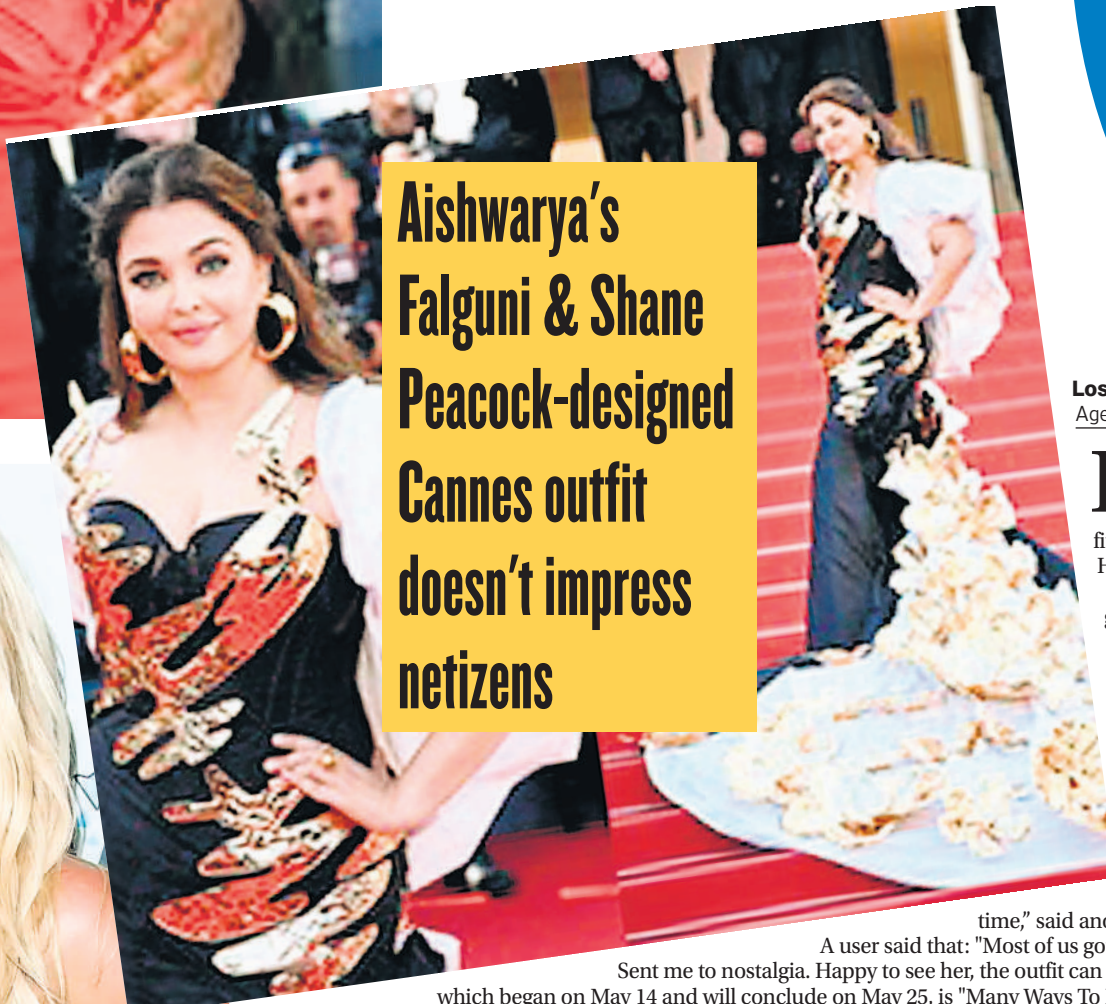 Aishwarya’s
Falguni & Shane
Peacock-designed
Cannes outfit
doesn’t impress
netizens
Los
Age
time,” said
A user said that: "Most of us go
Sent me to nostalgia. Happy to see her, the outfit can
which began on May 14 and will conclude on May 25, is "Many Ways To